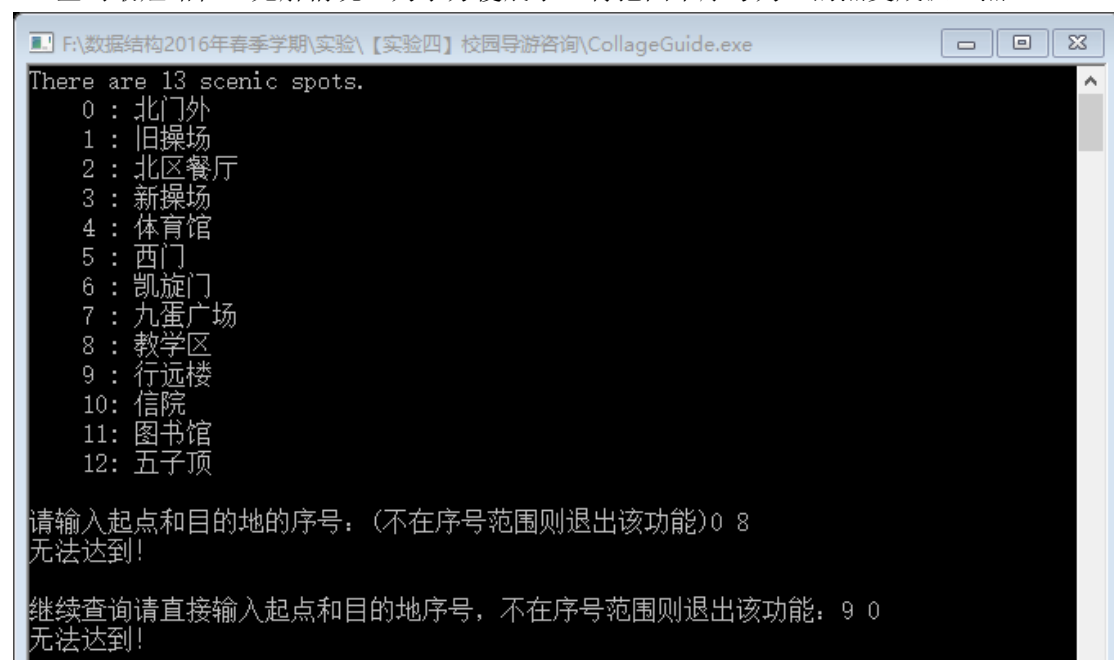 F:\数据结构2016年春季学期\实验\【实验四】校园导游咨询\CollageGuide.exe
There are 13 scenic spots.
0 : 北门外
1 : 旧操场
2 : 北区餐厅
3 : 新操场
4 : 体育馆
5 : 西门
6 : 凯旋门
7 : 九蛋广场
8 : 教学区
9 : 行远楼
10: 信院
11: 图书馆
12: 五子顶
请输入起点和目的地的序号: (不在序号范围则退出该功能)0 8
无法达到!
继续查询请直接输入起点和目的地序号, 不在序号范围则退出该功能: 9 0
无法达到!